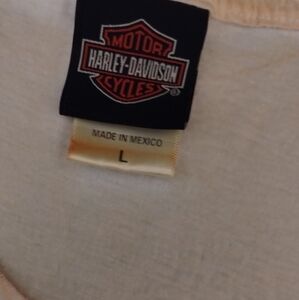 MOTOR
HARLEY-DAVIDSON
CYCLES
®
MADE IN MEXICO
L